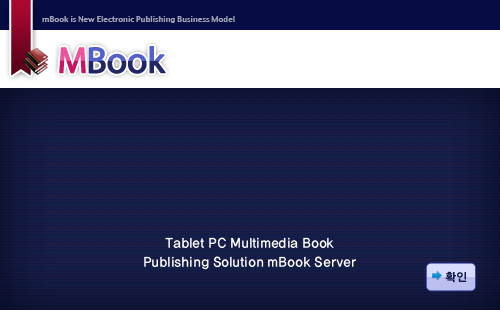 mBook is New Electronic Publishing Business Model
MBook
Tablet PC Multimedia Book
Publishing Solution mBook Server
확인